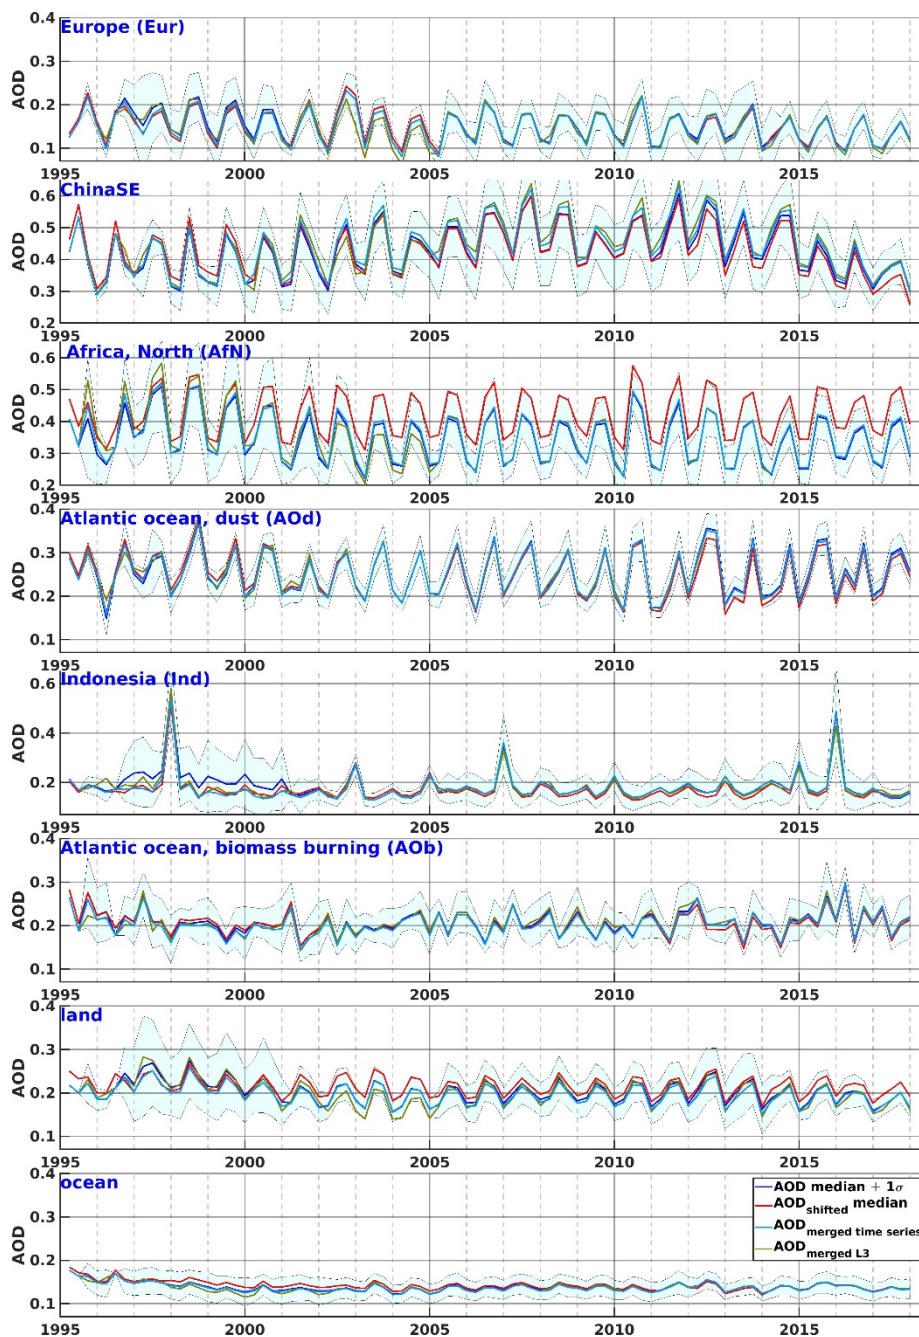 Europe (Eur)
AOD
0.4
0.3
0.2
0.1
1995 2000 2005 2010 2015
ChinaSE
AOD
0.6
0.5
0.4
0.3
0.2
1995 2000 2005 2010 2015
Africa, North (AfN)
AOD
0.6
0.5
0.4
0.3
0.2
1995 2000 2005 2010 2015
Atlantic ocean, dust (AOd)
AOD
0.4
0.3
0.2
0.1
1995 2000 2005 2010 2015
Indonesia (Ind)
AOD
0.6
0.4
0.2
1995 2000 2005 2010 2015
Atlantic ocean, biomass burning (AOb)
AOD
0.4
0.3
0.2
0.1
1995 2000 2005 2010 2015
land
AOD
0.4
0.3
0.2
0.1
1995 2000 2005 2010 2015
ocean
AOD
0.4
0.3
0.2
0.1
1995 2000 2005 2010 2015
AOD median + 1σ
AOD shifted median
AOD merged time series
AOD merged L3